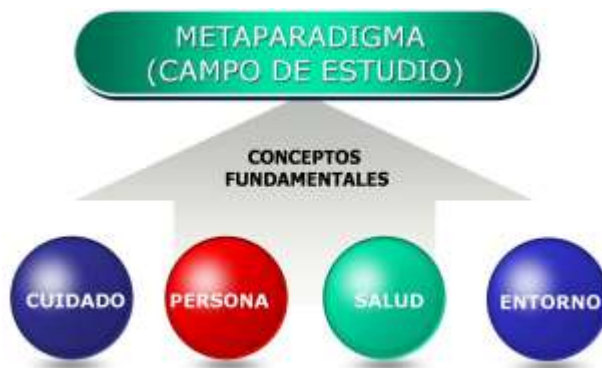 METAPARADIGMA
(CAMPO DE ESTUDIO)
CONCEPTOS
FUNDAMENTALES
CUIDADO
PERSONA
SALUD
ENTORNO